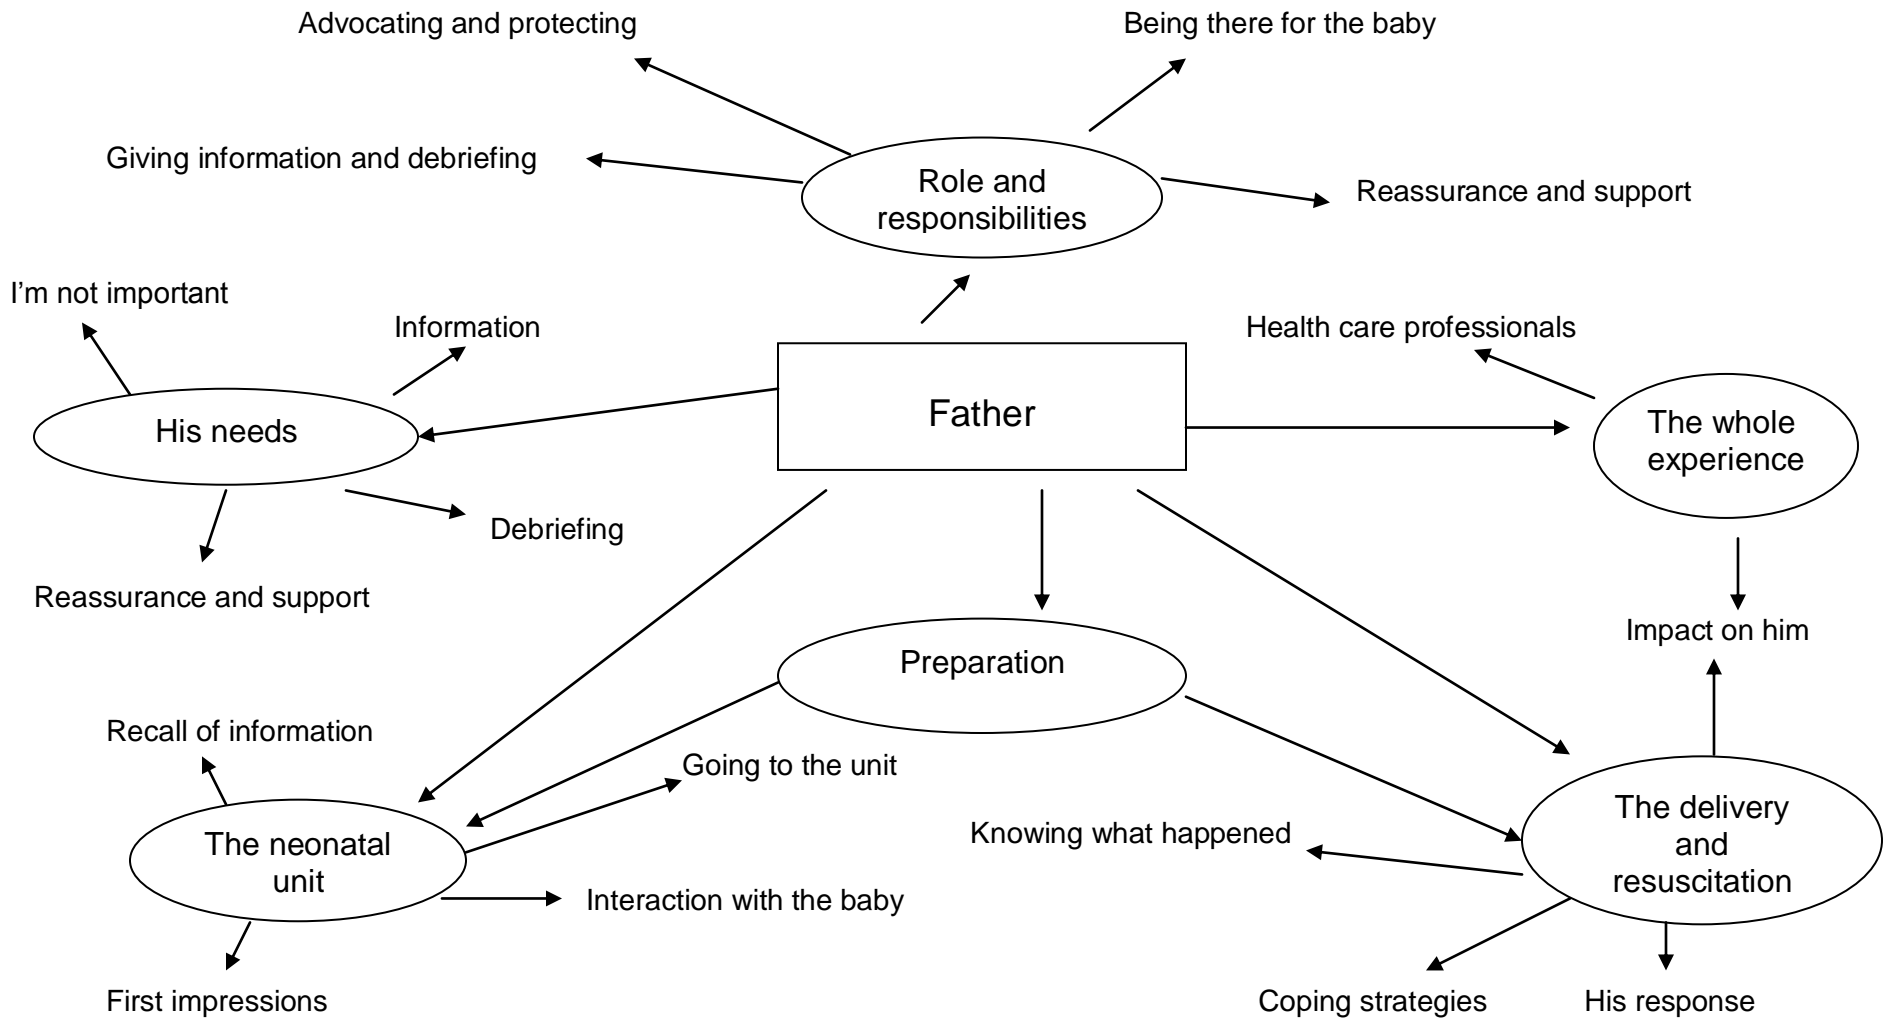 Advocating and protecting
Being there for the baby
Giving information and debriefing
Role and
responsibilities
Reassurance and support
I'm not important
Information
Health care professionals
His needs
Father
The whole
experience
Debriefing
Reassurance and support
Impact on him
Preparation
Recall of information
Going to the unit
The neonatal
unit
Knowing what happened
The delivery
and
resuscitation
Interaction with the baby
First impressions
Coping strategies
His response